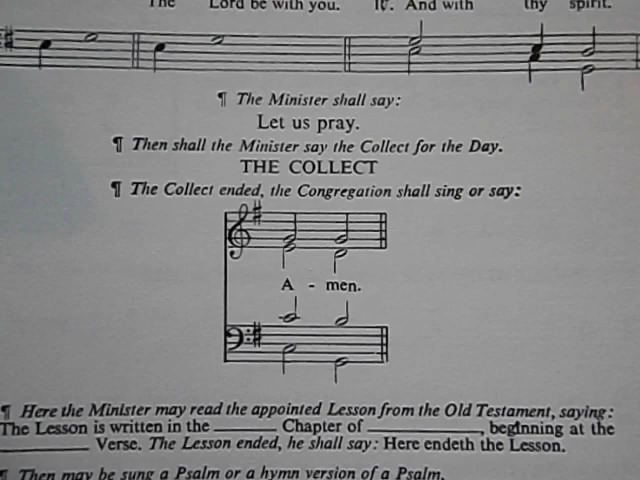 The Lord be with you. ℟. And with thy spirit.
¶ The Minister shall say:
Let us pray.
¶ Then shall the Minister say the Collect for the Day.
THE COLLECT
¶ The Collect ended, the Congregation shall sing or say:
A - men.
¶ Here the Minister may read the appointed Lesson from the Old Testament, saying:
The Lesson is written in the ______ Chapter of ____________, beginning at the
_________ Verse. The Lesson ended, he shall say: Here endeth the Lesson.
¶ Then may be sung a Psalm or a hymn version of a Psalm.